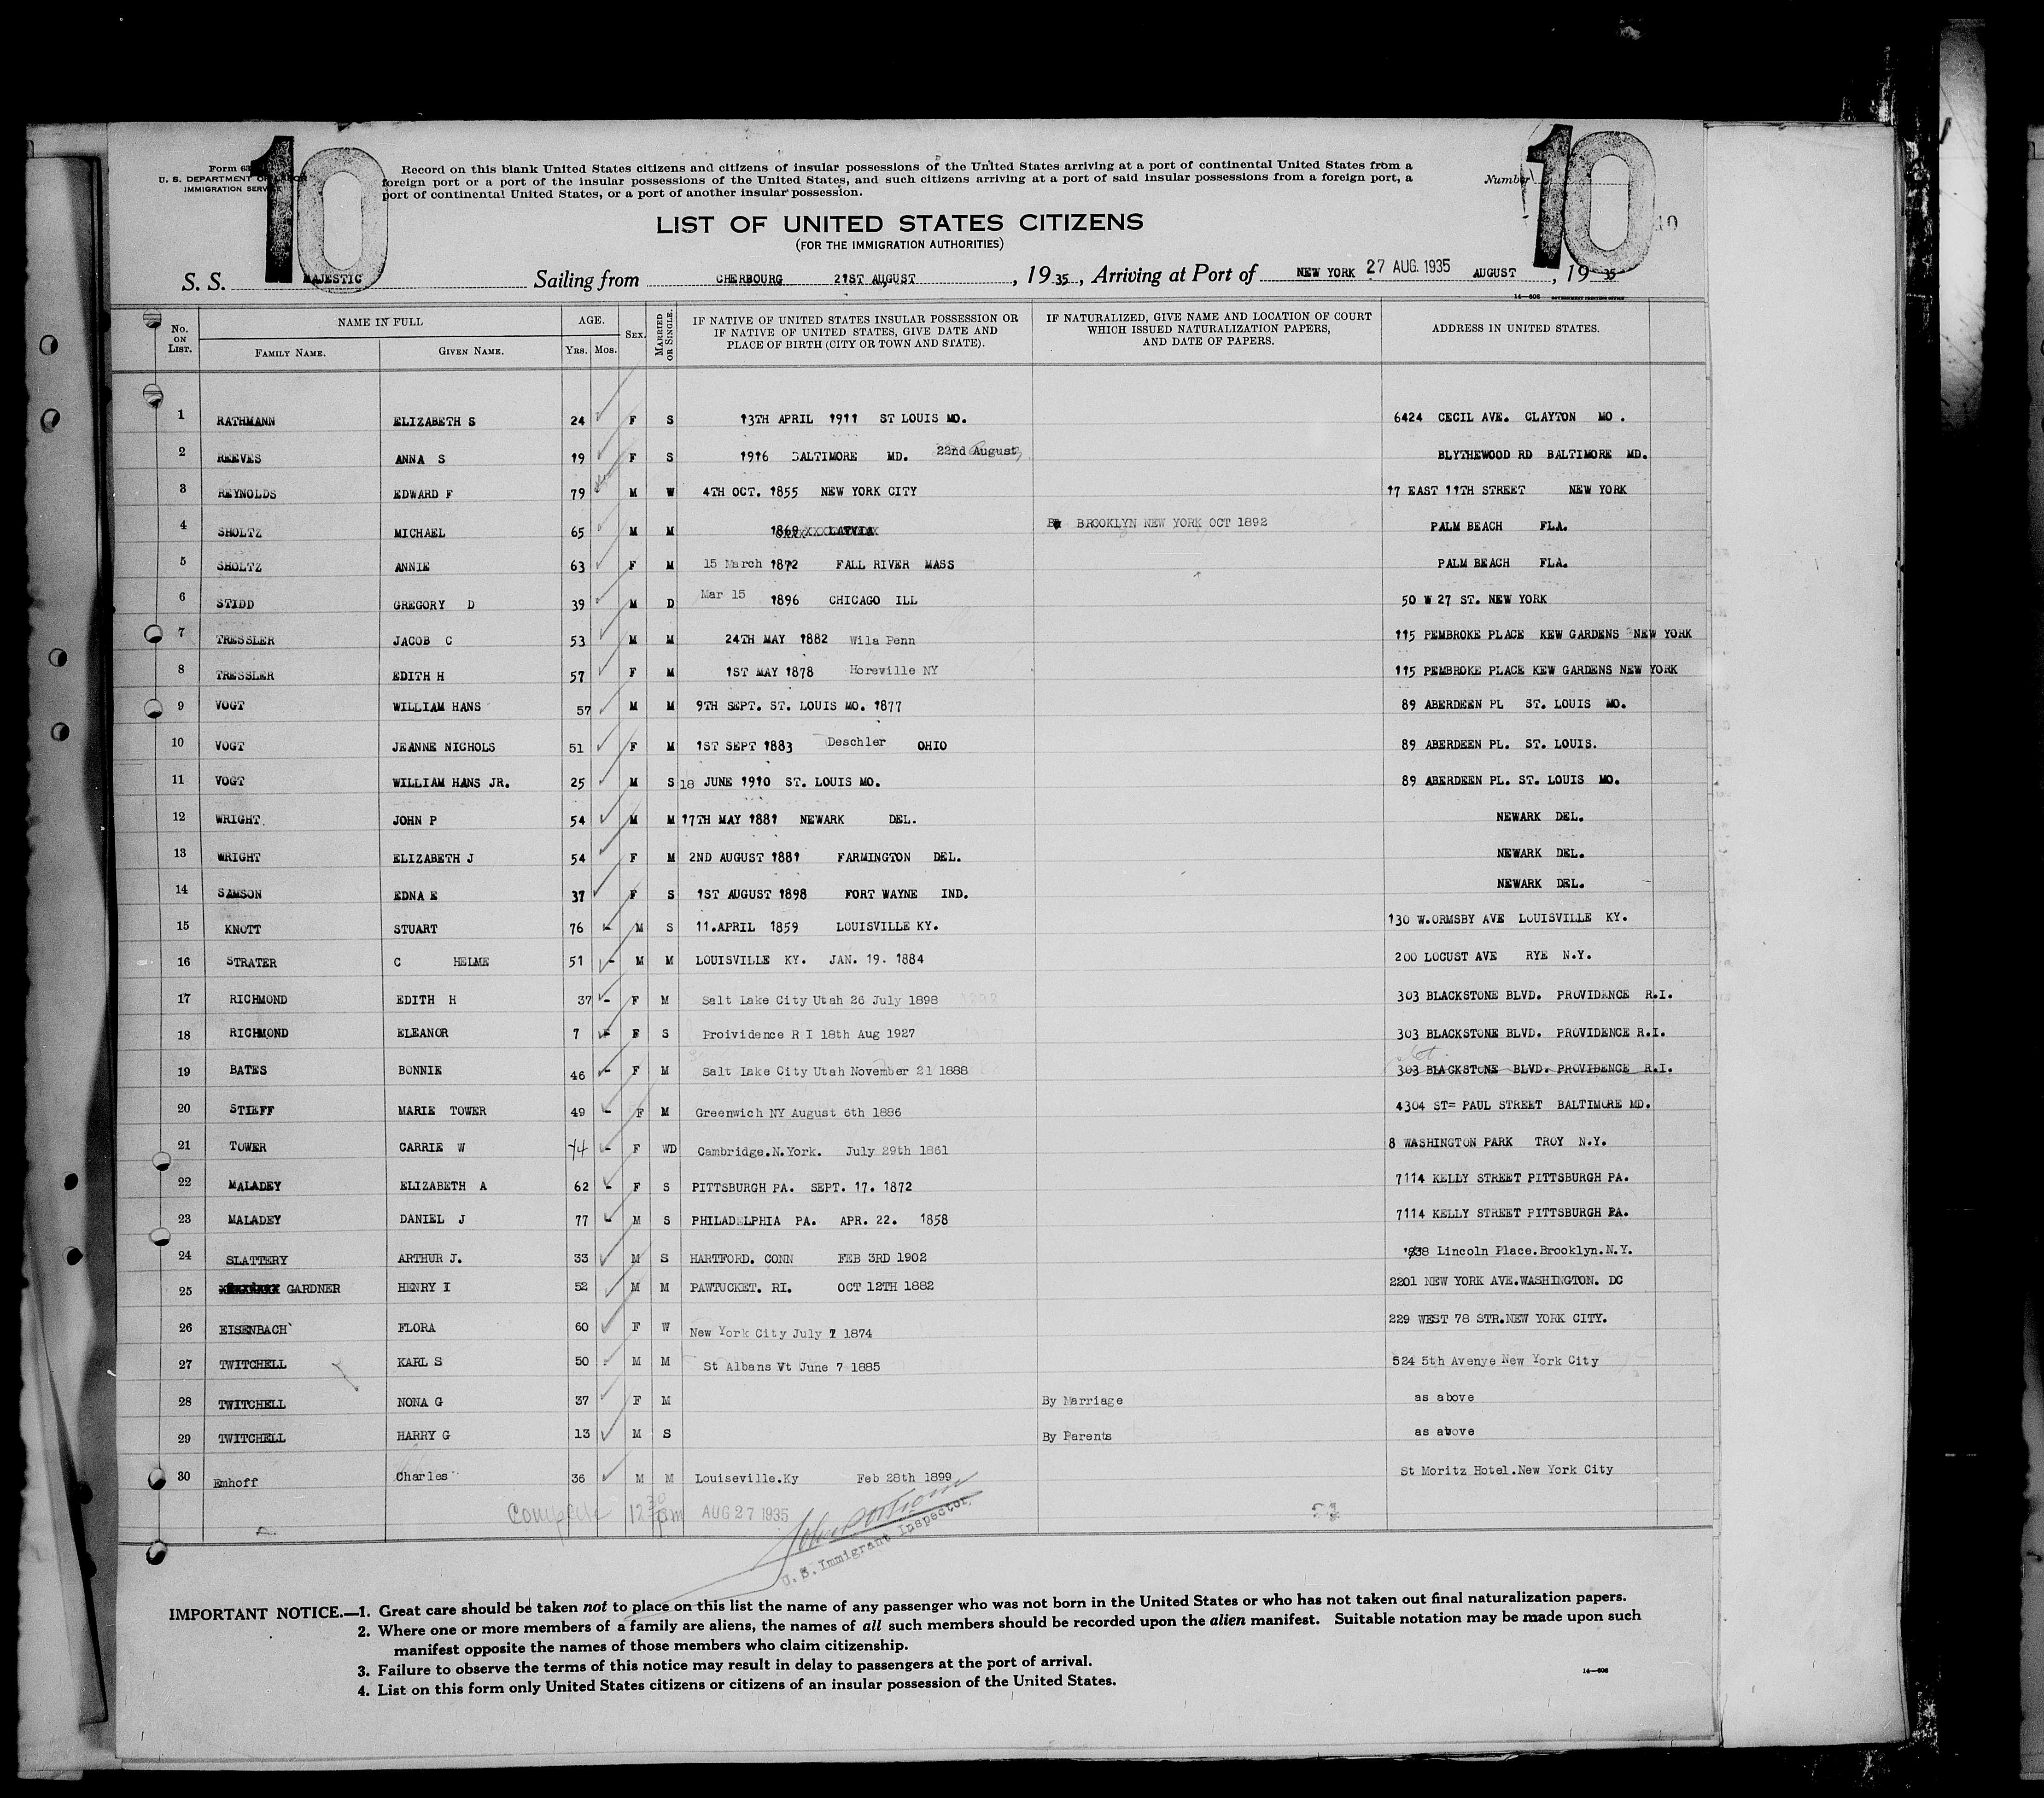 10
10
Form 63
U. S. DEPARTMENT OF LABOR
IMMIGRATION SERVICE
Record on this blank United States citizens and citizens of insular possessions of the United States arriving at a port of continental United States from a
foreign port or a port of the insular possessions of the United States, and such citizens arriving at a port of said insular possessions from a foreign port, a
port of continental United States, or a port of another insular possession.
Number
10
LIST OF UNITED STATES CITIZENS
(FOR THE IMMIGRATION AUTHORITIES)
S. S. MAJESTIC Sailing from CHERBOURG 21ST AUGUST, 1935, Arriving at Port of NEW YORK 27 AUG. 1935 AUGUST, 1935
14—606 GOVERNMENT PRINTING OFFICE
No. ON LIST. NAME IN FULL FAMILY NAME. GIVEN NAME. AGE. YRS. MOS. SEX. MARRIED OR SINGLE. IF NATIVE OF UNITED STATES INSULAR POSSESSION OR IF NATIVE OF UNITED STATES, GIVE DATE AND PLACE OF BIRTH (CITY OR TOWN AND STATE). IF NATURALIZED, GIVE NAME AND LOCATION OF COURT WHICH ISSUED NATURALIZATION PAPERS, AND DATE OF PAPERS. ADDRESS IN UNITED STATES.
1 RATHMANN ELIZABETH S 24 F S 13TH APRIL 1911 ST LOUIS MO. 6424 CECIL AVE. CLAYTON MO.
2 REEVES ANNA S 19 F S 1916 BALTIMORE MD. 22nd August, BLYTHEWOOD RD BALTIMORE MD.
3 REYNOLDS EDWARD F 79 M W 4TH OCT. 1855 NEW YORK CITY 17 EAST 11TH STREET NEW YORK
4 SHOLTZ MICHAEL 65 M M 1869 LATVIA BROOKLYN NEW YORK OCT 1892 PALM BEACH FLA.
5 SHOLTZ ANNIE 63 F M 15 March 1872 FALL RIVER MASS PALM BEACH FLA.
6 STIDD GREGORY D 39 M D Mar 15 1896 CHICAGO ILL 50 W 27 ST. NEW YORK
7 TRESSLER JACOB C 53 M M 24TH MAY 1882 Wila Penn 115 PEMBROKE PLACE KEW GARDENS NEW YORK
8 TRESSLER EDITH H 57 F M 1ST MAY 1878 Horeville NY 115 PEMBROKE PLACE KEW GARDENS NEW YORK
9 VOGT WILLIAM HANS 57 M M 9TH SEPT. ST. LOUIS MO. 1877 89 ABERDEEN PL ST. LOUIS MO.
10 VOGT JEANNE NICHOLS 51 F M 1ST SEPT 1883 Deschler OHIO 89 ABERDEEN PL. ST. LOUIS.
11 VOGT WILLIAM HANS JR. 25 M S 18 JUNE 1910 ST. LOUIS MO. 89 ABERDEEN PL. ST. LOUIS MO.
12 WRIGHT. JOHN P 54 M M 17TH MAY 1881 NEWARK DEL. NEWARK DEL.
13 WRIGHT ELIZABETH J 54 F M 2ND AUGUST 1881 FARMINGTON DEL. NEWARK DEL.
14 SAMSON EDNA E 37 F S 1ST AUGUST 1898 FORT WAYNE IND. NEWARK DEL.
15 KNOTT STUART 76 M S 11.APRIL 1859 LOUISVILLE KY. 130 W.ORMSBY AVE LOUISVILLE KY.
16 STRATER C HELME 51 M M LOUISVILLE KY. JAN. 19. 1884 200 LOCUST AVE RYE N.Y.
17 RICHMOND EDITH H 37 F M Salt Lake City Utah 26 July 1898 303 BLACKSTONE BLVD. PROVIDENCE R.I.
18 RICHMOND ELEANOR 7 F S Proividence R I 18th Aug 1927 303 BLACKSTONE BLVD. PROVIDENCE R.I.
19 BATES BONNIE 46 F M Salt Lake City Utah November 21 1888 303 BLACKSTONE BLVD. PROVIDENCE R.I.
20 STIEFF MARIE TOWER 49 F M Greenwich NY August 6th 1886 4304 ST= PAUL STREET BALTIMORE MD.
21 TOWER CARRIE W 74 F WD Cambridge.N.York. July 29th 1861 8 WASHINGTON PARK TROY N.Y.
22 MALADEY ELIZABETH A 62 F S PITTSBURGH PA. SEPT. 17. 1872 7114 KELLY STREET PITTSBURGH PA.
23 MALADEY DANIEL J 77 M S PHILADELPHIA PA. APR. 22. 1858 7114 KELLY STREET PITTSBURGH PA.
24 SLATTERY ARTHUR J. 33 M S HARTFORD. CONN FEB 3RD 1902 Lincoln Place.Brooklyn.N.Y.
25 GARDNER HENRY I 52 M M PAWTUCKET. RI. OCT 12TH 1882 2201 NEW YORK AVE.WASHINGTON. DC
26 EISENBACH FLORA 60 F W New York City July 7 1874 229 WEST 78 STR.NEW YORK CITY.
27 TWITCHELL KARL S 50 M M St Albans Vt June 7 1885 524 5th Avenye New York City
28 TWITCHELL NONA G 37 F M By Marriage as above
29 TWITCHELL HARRY G 13 M S By Parents as above
30 Emhoff Charles 36 M M Louiseville.Ky Feb 28th 1899 St Moritz Hotel.New York City
Complete 12 30 pm AUG 27 1935
U. S. Immigrant Inspector
IMPORTANT NOTICE.—1. Great care should be taken not to place on this list the name of any passenger who was not born in the United States or who has not taken out final naturalization papers.
2. Where one or more members of a family are aliens, the names of all such members should be recorded upon the alien manifest. Suitable notation may be made upon such
manifest opposite the names of those members who claim citizenship.
3. Failure to observe the terms of this notice may result in delay to passengers at the port of arrival.
4. List on this form only United States citizens or citizens of an insular possession of the United States.
14—606